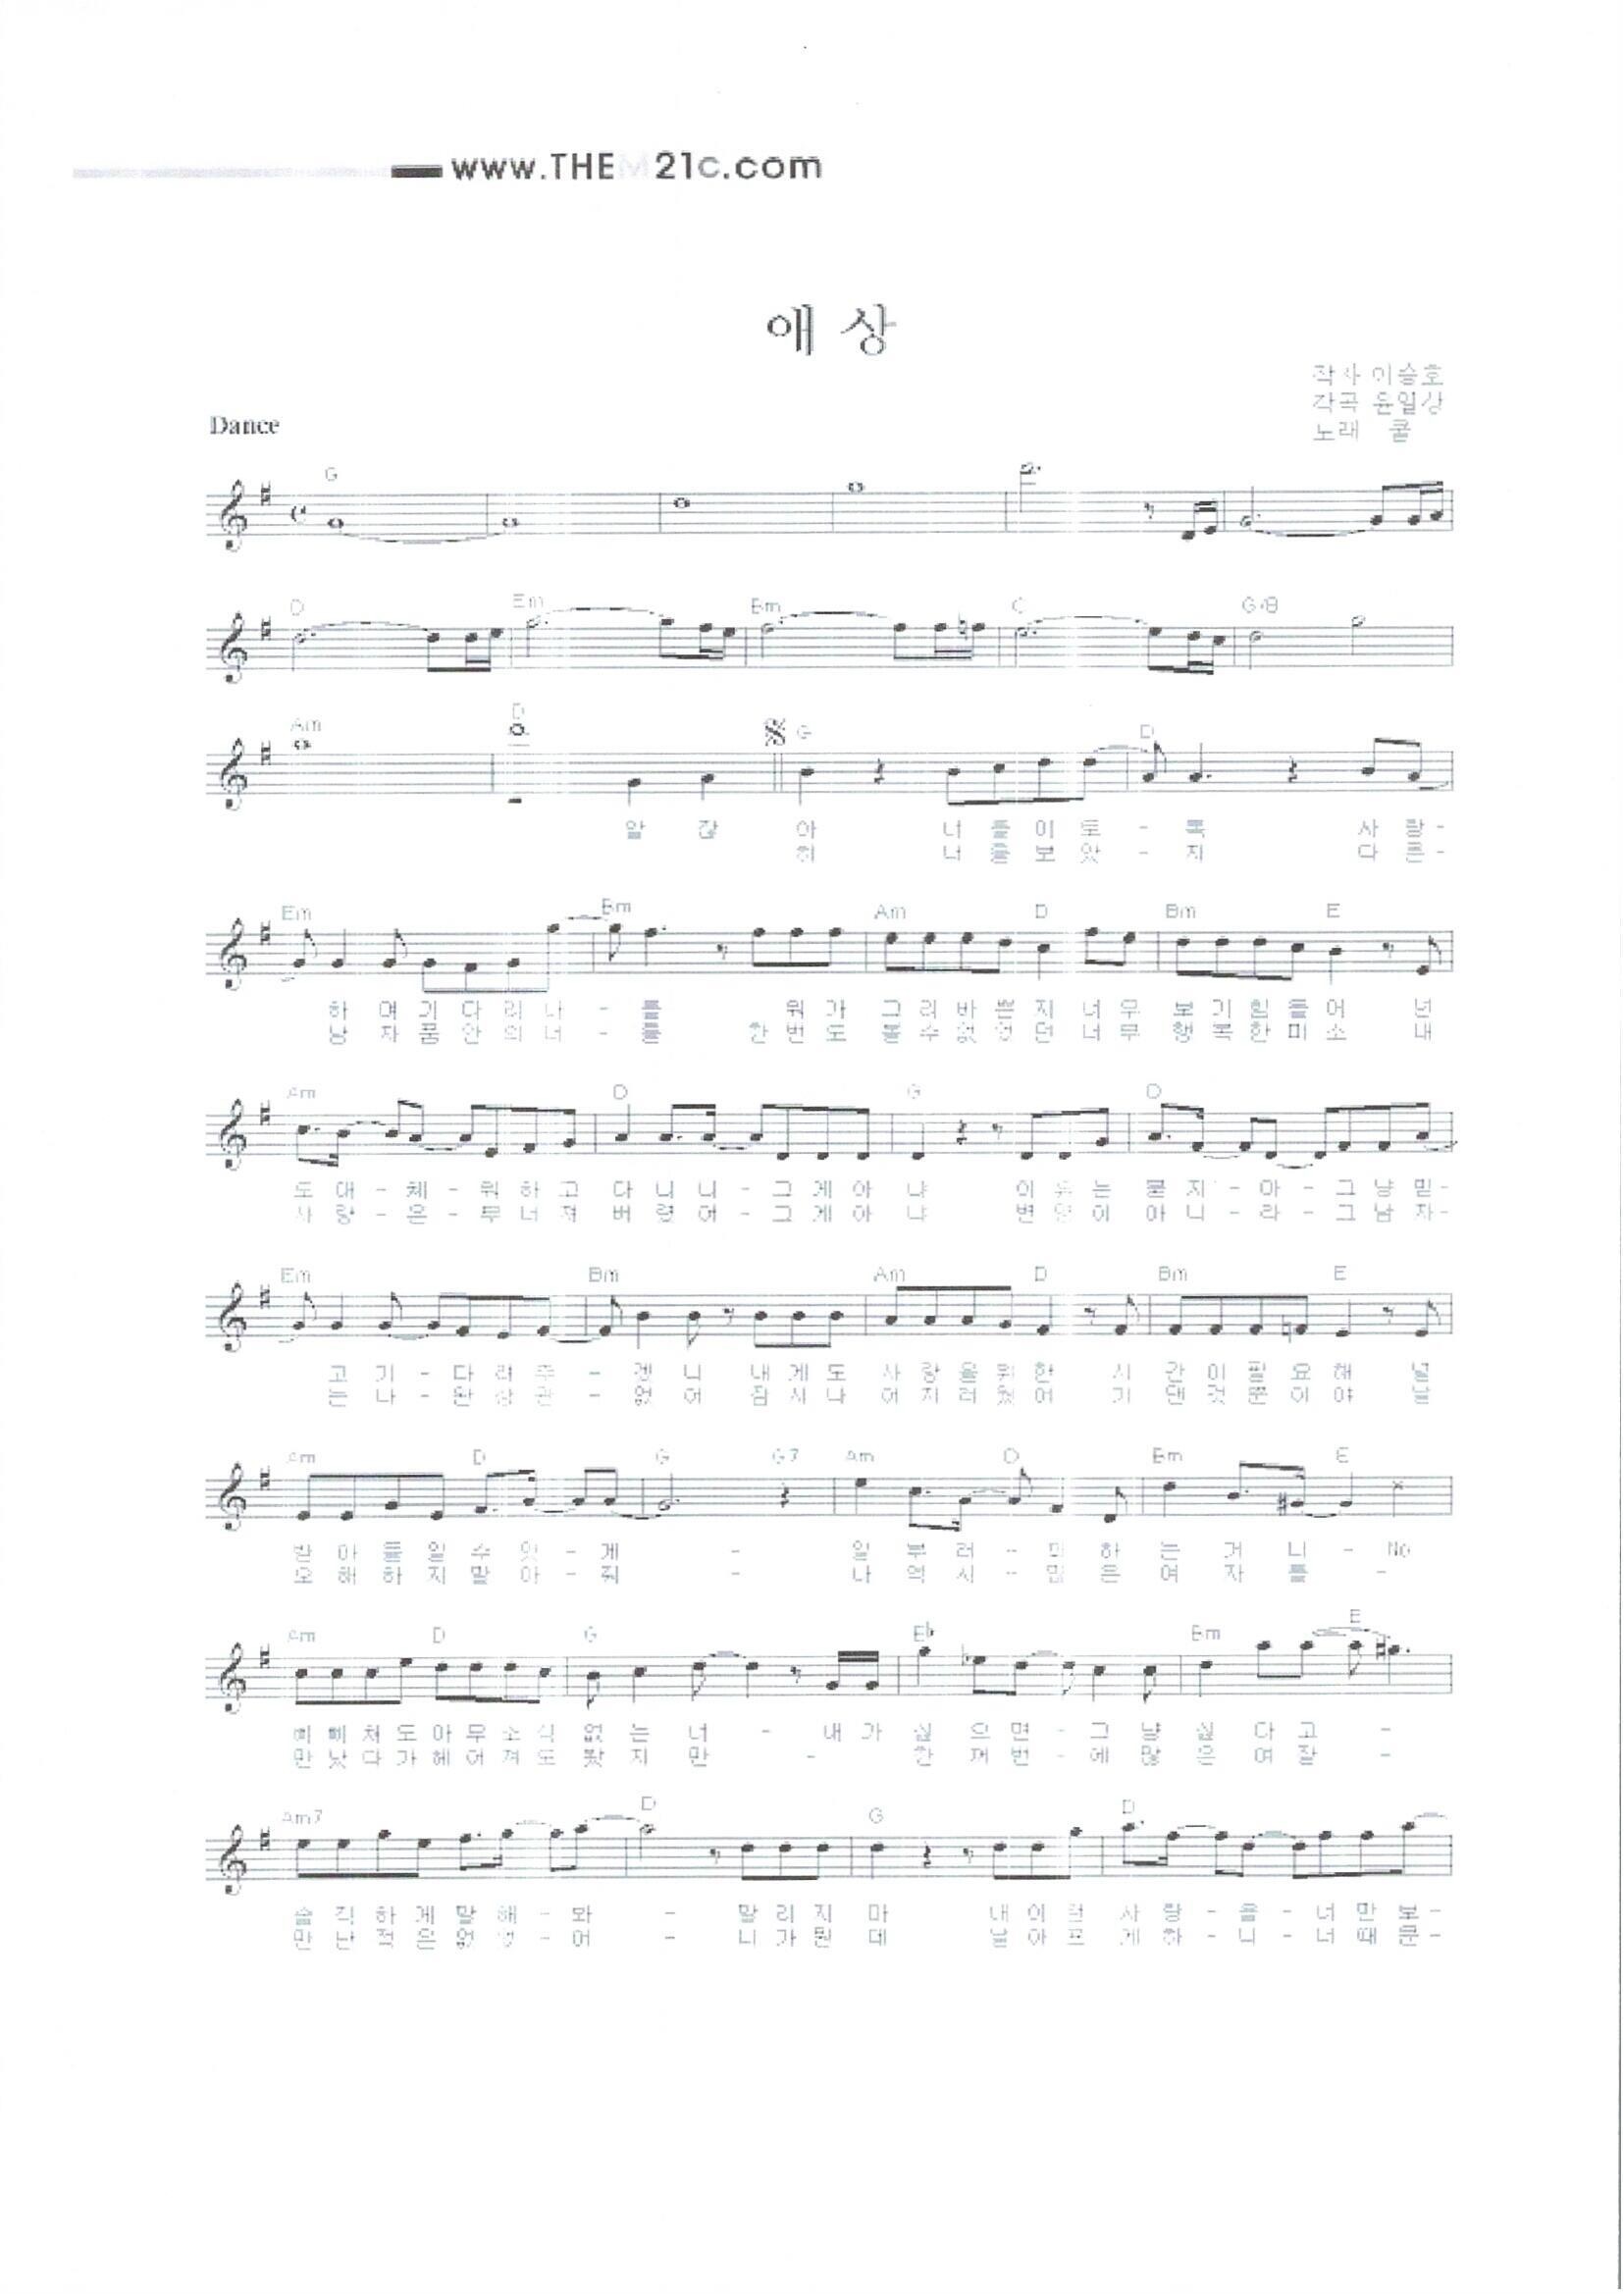 www.THEM21c.com
애 상
작사 이승호
작곡 윤일상
노래 쿨
Dance
G
D Em Bm C G/B
Am D G D
알 잖 아 너 를 이 토 - 록 사 랑 -
히 너 를 보 았 - 지 다 른 -
Em Bm Am D Bm E
하 며 기 다 리 나 - 를 뭐 가 그 리 바 쁜 지 너 무 보 기 힘 들 어 넌
남 자 품 안 의 너 - 를 한 번 도 볼 수 없 었 던 너 무 행 복 한 미 소 내
Am D G D
도 대 - 체 - 뭐 하 고 다 니 니 - 그 게 아 냐 이 유 는 묻 지 - 마 - 그 냥 믿 -
사 랑 - 은 - 무 너 져 버 렸 어 - 그 게 아 냐 변 명 이 아 니 - 라 - 그 남 자 -
Em Bm Am D Bm E
고 기 - 다 려 주 - 겠 니 내 게 도 사 랑 을 위 한 시 간 이 필 요 해 널
는 나 - 완 상 관 - 없 어 잠 시 나 어 지 러 웠 어 기 댄 것 뿐 이 야 날
Am D G G7 Am D Bm E
받 아 들 일 수 있 - 게 - 일 부 러 - 피 하 는 거 니 - No
오 해 하 지 말 아 - 줘 - 나 역 시 - 많 은 여 자 를 -
Am D G E♭ Bm E
삐 삐 쳐 도 아 무 소 식 없 는 너 - 내 가 싫 으 면 - 그 냥 싫 다 고 -
만 났 다 가 헤 어 져 도 봤 지 만 - 한 꺼 번 - 에 많 은 여 잘 -
Am7 D G D
솔 직 하 게 말 해 - 봐 - 말 리 지 마 내 이 런 사 랑 - 을 - 너 만 보 -
만 난 적 은 없 었 - 어 - 니 가 뭔 데 날 아 프 게 하 - 니 - 너 때 문 -